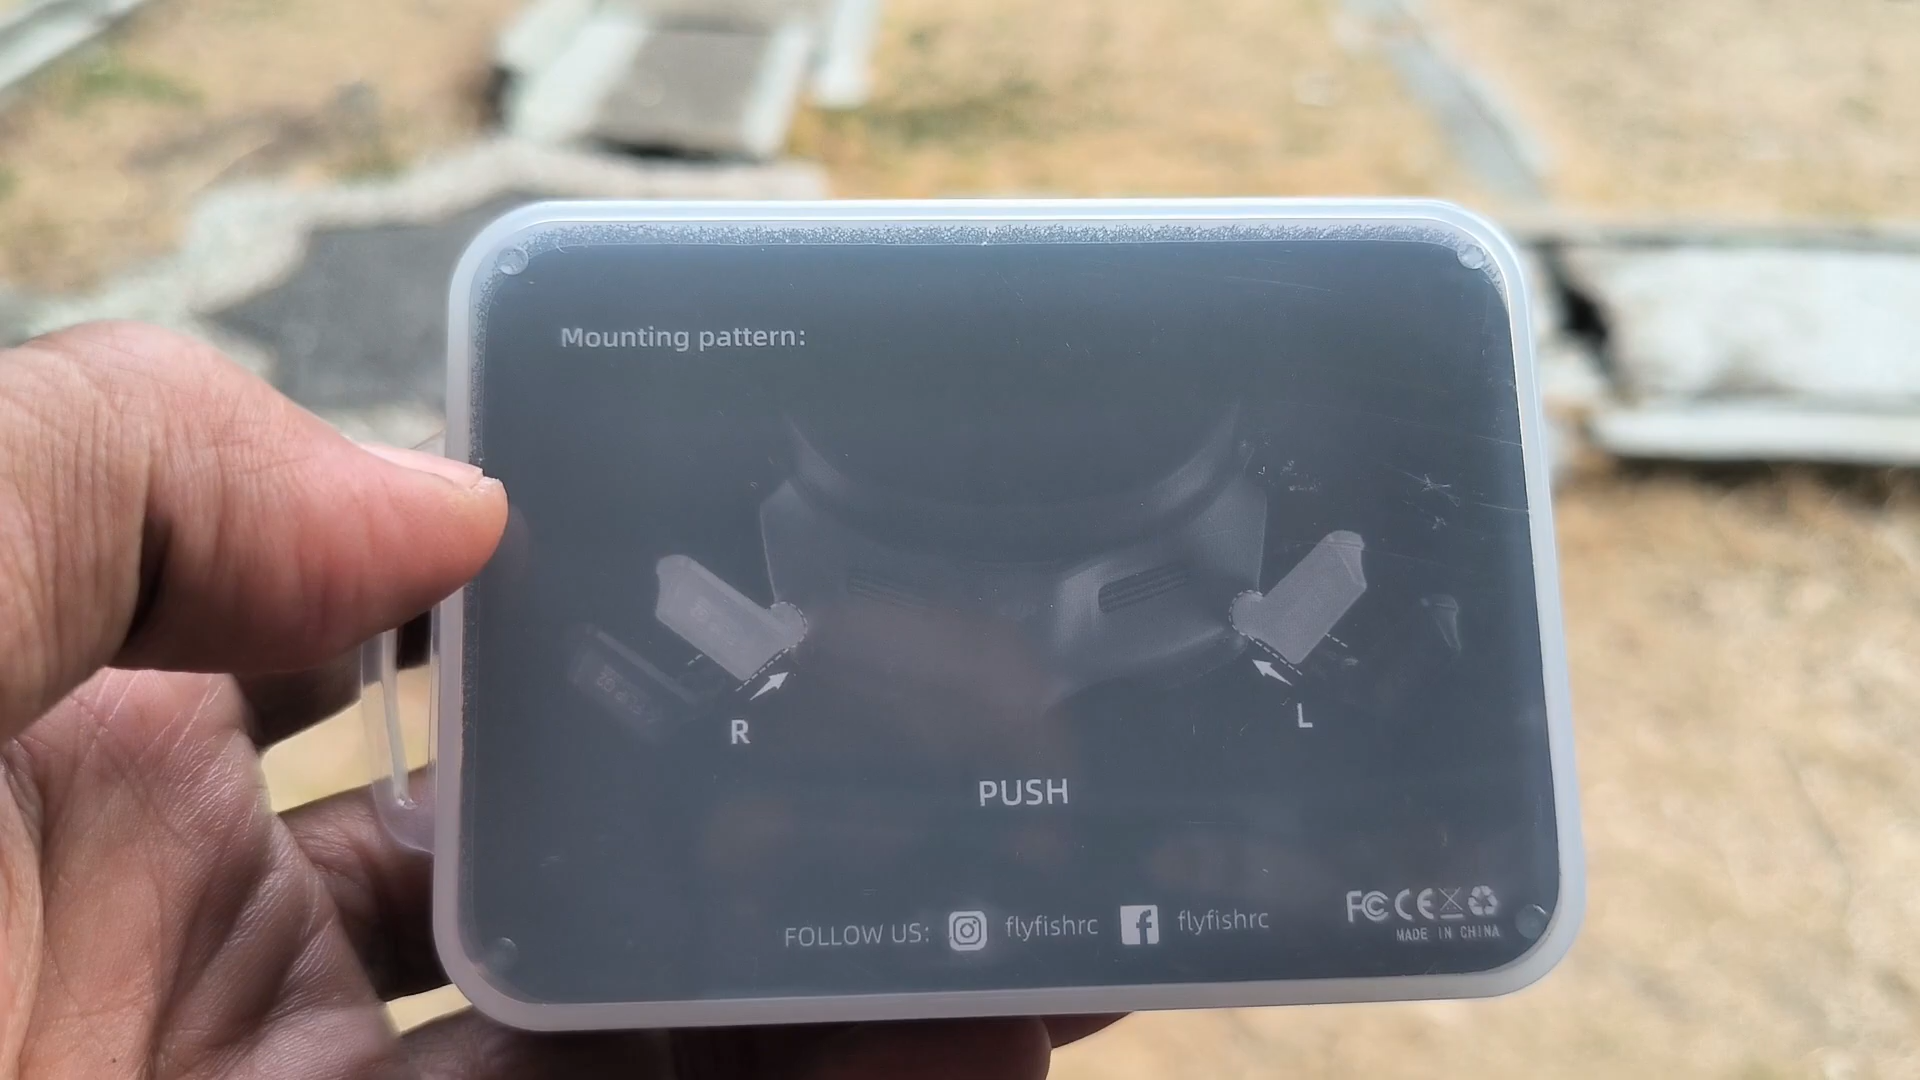 Mounting pattern:
R
L
PUSH
FOLLOW US: flyfishrc flyfishrc
FC CE
MADE IN CHINA